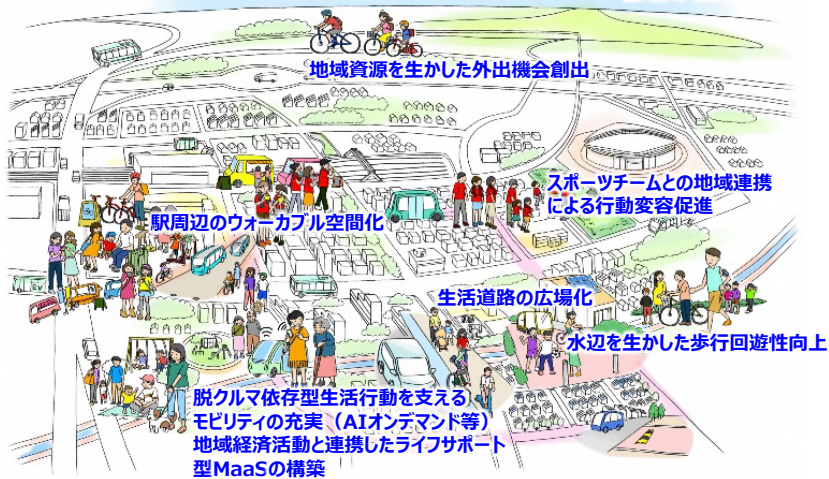 地域資源を生かした外出機会創出
スポーツチームとの地域連携
による行動変容促進
駅周辺のウォーカブル空間化
生活道路の広場化
水辺を生かした歩行回遊性向上
脱クルマ依存型生活行動を支える
モビリティの充実（AIオンデマンド等）
地域経済活動と連携したライフサポート
型MaaSの構築